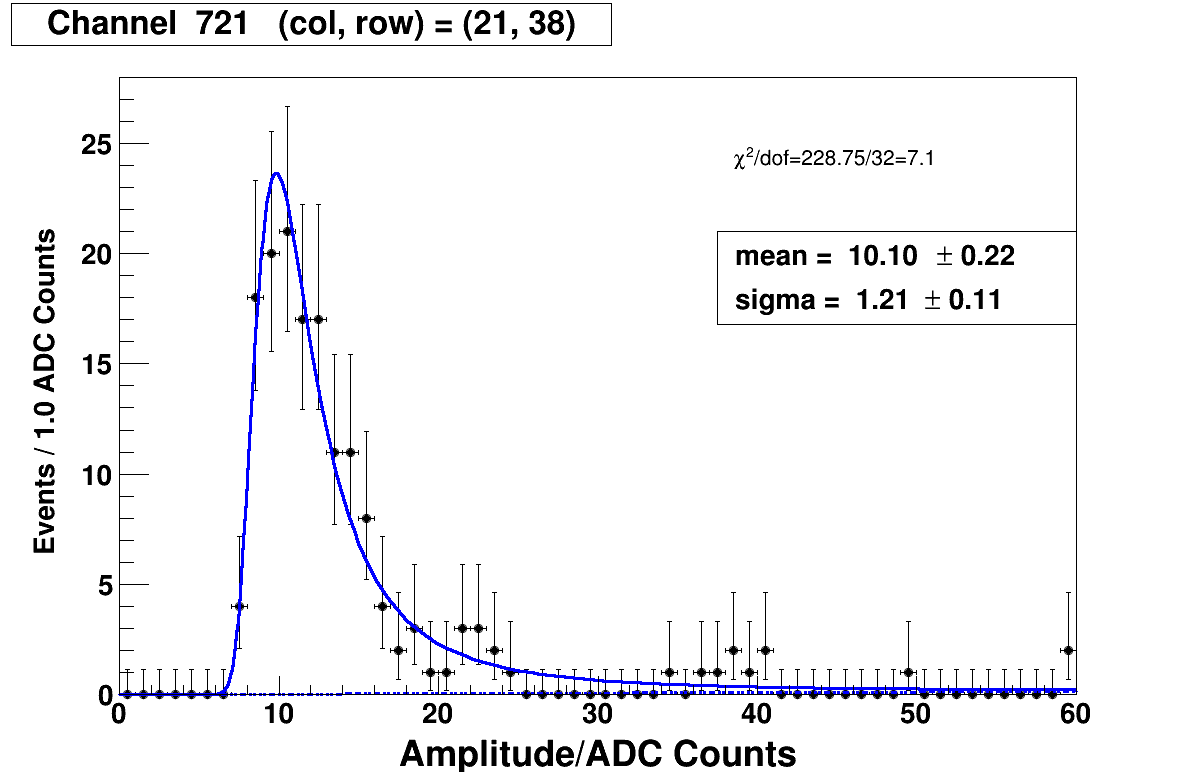 Channel 721 (col, row) = (21, 38)
χ²/dof=228.75/32=7.1
mean = 10.10 ± 0.22
sigma = 1.21 ± 0.11
Events / 1.0 ADC Counts
25
20
15
10
5
0
0 10 20 30 40 50 60
Amplitude/ADC Counts